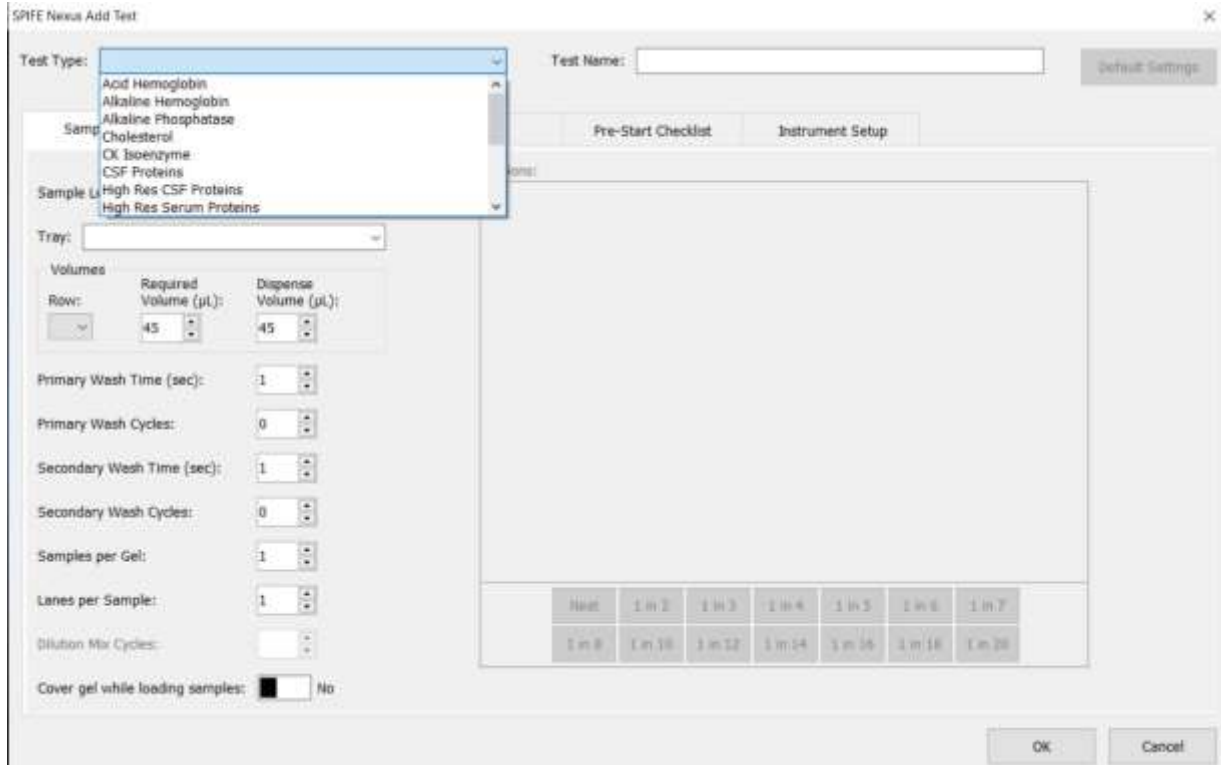 SPIFE Nexus Add Test
Test Type:
Test Name:
Default Settings
Acid Hemoglobin
Alkaline Hemoglobin
Alkaline Phosphatase
Cholesterol
CK Isoenzyme
CSF Proteins
High Res CSF Proteins
High Res Serum Proteins
Samp
Pre-Start Checklist
Instrument Setup
ions:
Sample L
Tray:
Volumes
Row:
Required Volume (µL):
Dispense Volume (µL):
45
45
Primary Wash Time (sec): 1
Primary Wash Cycles: 0
Secondary Wash Time (sec): 1
Secondary Wash Cycles: 0
Samples per Gel: 1
Lanes per Sample: 1
Dilution Mix Cycles:
Cover gel while loading samples: No
Neat 1 in 2 1 in 3 1 in 4 1 in 5 1 in 6 1 in 7
1 in 8 1 in 10 1 in 12 1 in 14 1 in 16 1 in 18 1 in 20
OK Cancel